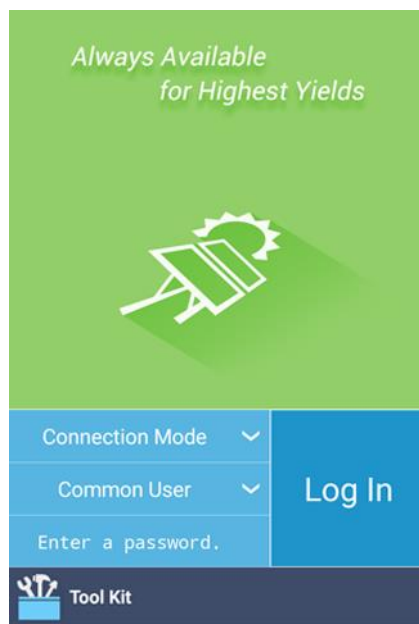 Always Available
for Highest Yields
Connection Mode
Common User
Log In
Enter a password.
Tool Kit